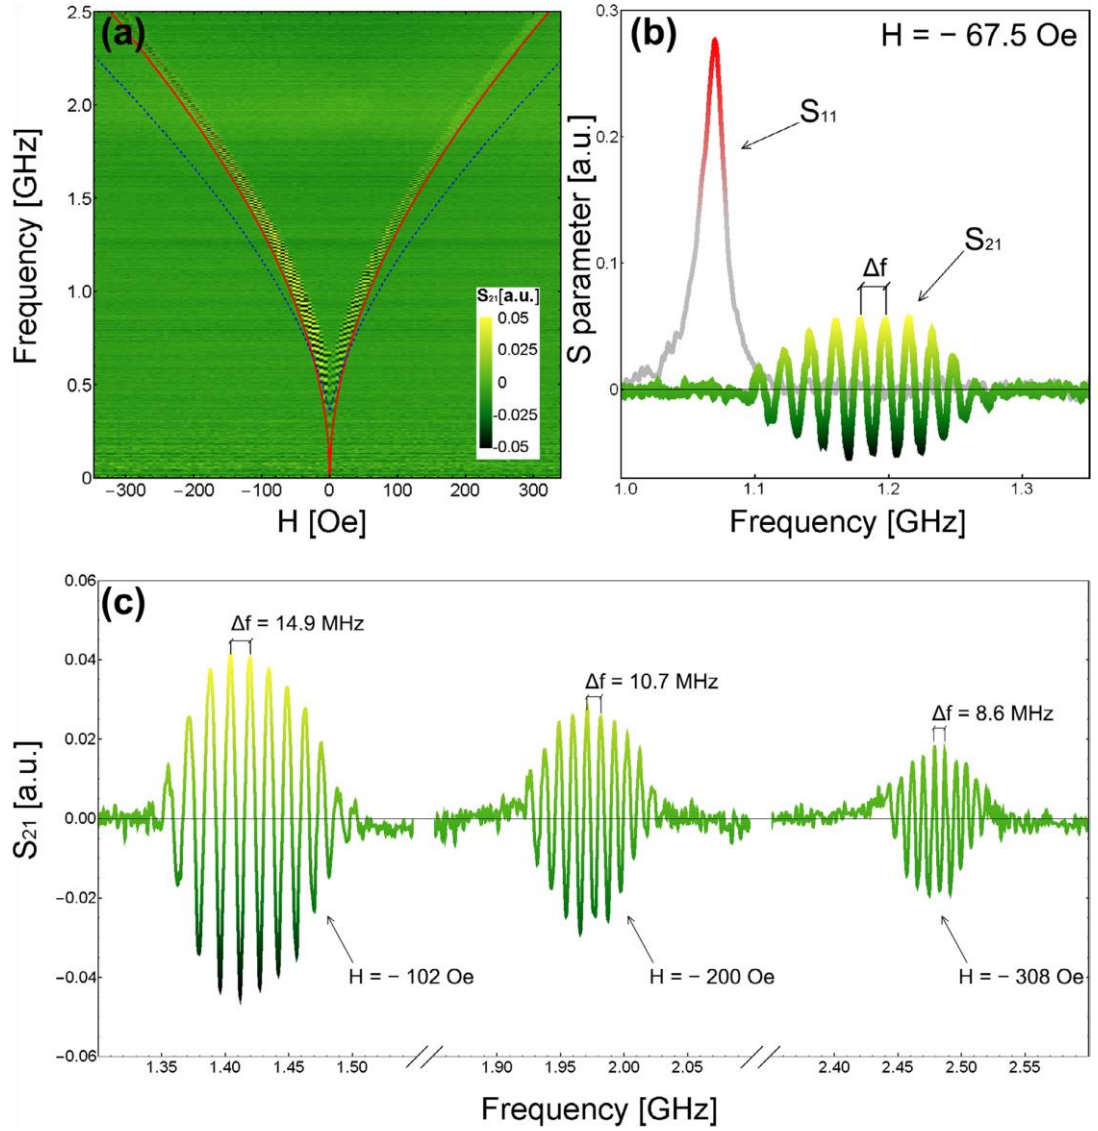 (a)
2.5
2.0
1.5
1.0
0.5
0
Frequency [GHz]
S21[a.u.]
0.05
0.025
0
-0.025
-0.05
−300 −200 −100 0 100 200 300
H [Oe]
(b)
H = − 67.5 Oe
0.3
0.2
0.1
0
S parameter [a.u.]
S11
S21
Δf
1.0 1.1 1.2 1.3
Frequency [GHz]
(c)
0.06
0.04
0.02
0.00
−0.02
−0.04
−0.06
S21 [a.u.]
Δf = 14.9 MHz
Δf = 10.7 MHz
Δf = 8.6 MHz
H = − 102 Oe
H = − 200 Oe
H = − 308 Oe
1.35 1.40 1.45 1.50 1.90 1.95 2.00 2.05 2.40 2.45 2.50 2.55
Frequency [GHz]